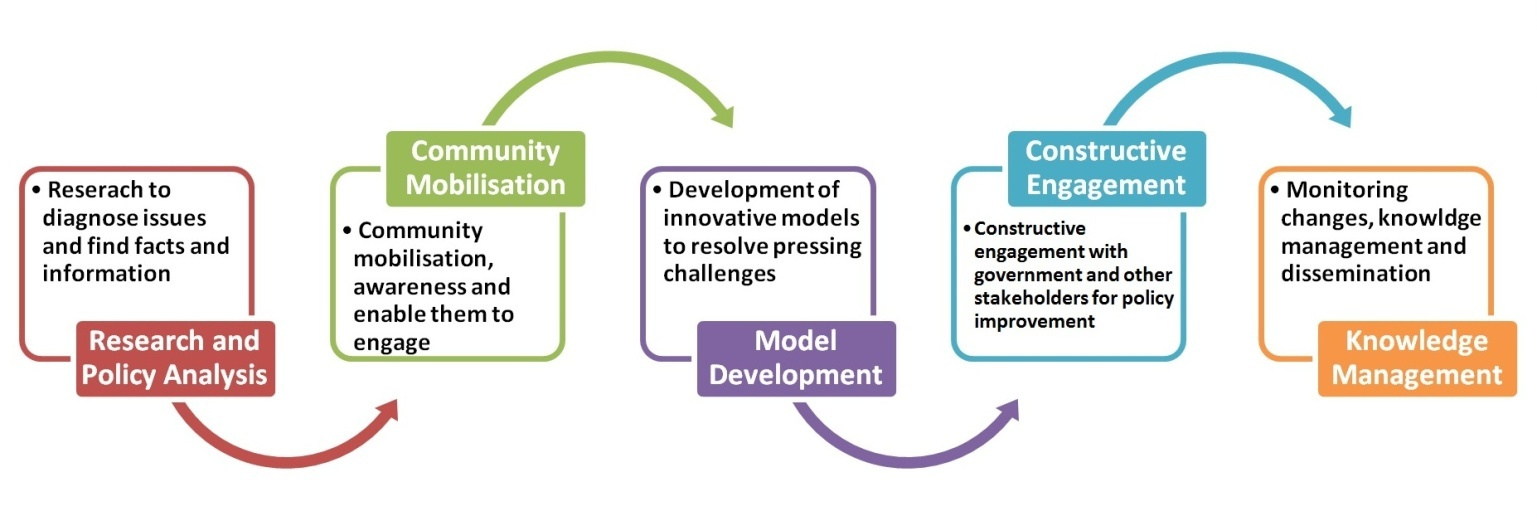 • Reserach to
diagnose issues
and find facts and
information
Research and
Policy Analysis
Community
Mobilisation
• Community
mobilisation,
awareness and
enable them to
engage
• Development of
innovative models
to resolve pressing
challenges
Model
Development
Constructive
Engagement
• Constructive
engagement with
government and other
stakeholders for policy
improvement
• Monitoring
changes, knowldge
management and
dissemination
Knowledge
Management